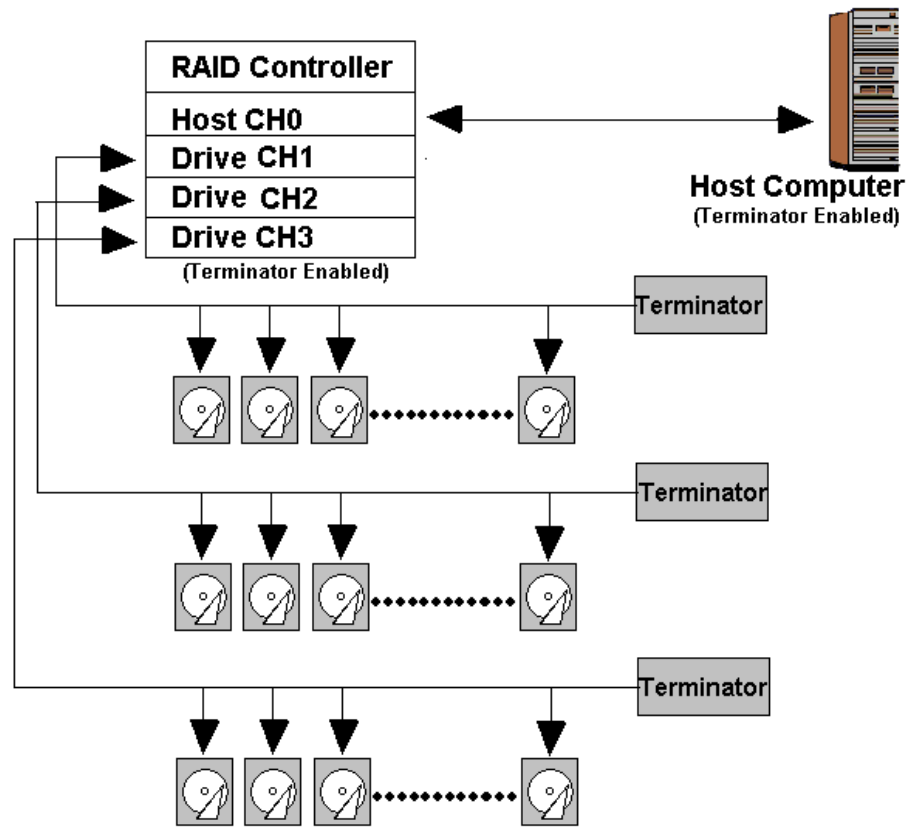 RAID Controller
Host CH0
Drive CH1
Drive CH2
Drive CH3
(Terminator Enabled)
Host Computer
(Terminator Enabled)
Terminator
Terminator
Terminator